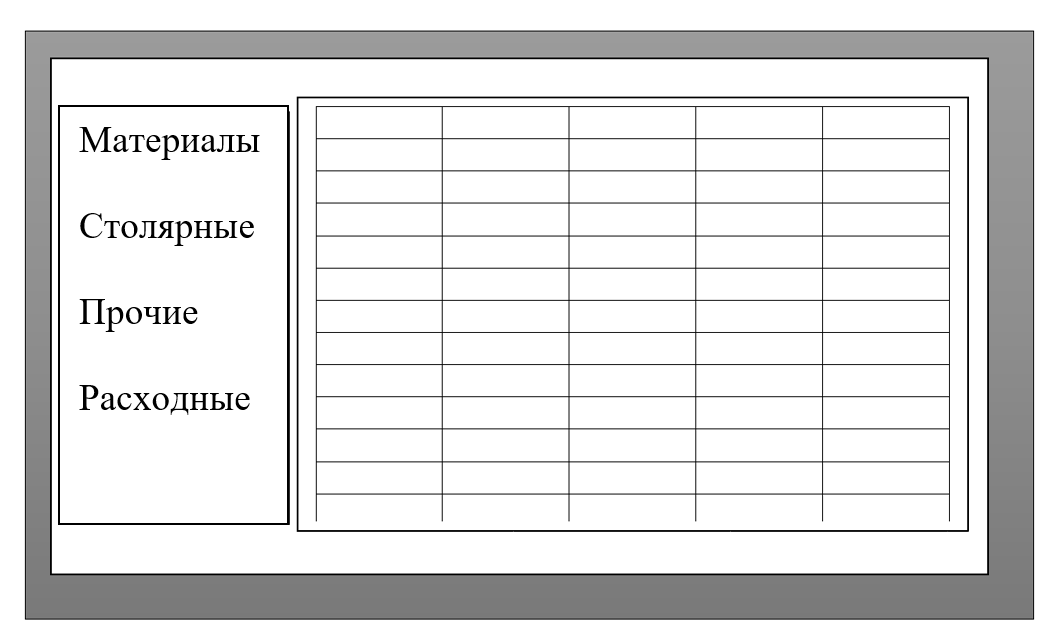 Материалы
Столярные
Прочие
Расходные